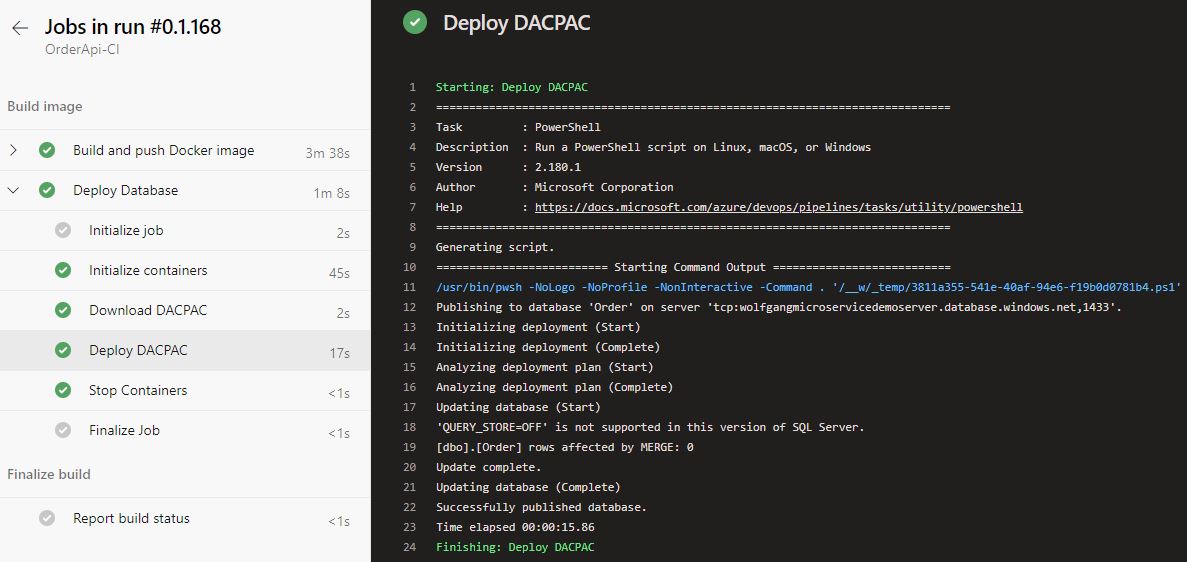 Jobs in run #0.1.168
OrderApi-CI
Build image
Build and push Docker image 3m 38s
Deploy Database 1m 8s
Initialize job 2s
Initialize containers 45s
Download DACPAC 2s
Deploy DACPAC 17s
Stop Containers <1s
Finalize Job <1s
Finalize build
Report build status <1s
Deploy DACPAC
1 Starting: Deploy DACPAC
2 ==============================================================================
3 Task : PowerShell
4 Description : Run a PowerShell script on Linux, macOS, or Windows
5 Version : 2.180.1
6 Author : Microsoft Corporation
7 Help : https://docs.microsoft.com/azure/devops/pipelines/tasks/utility/powershell
8 ==============================================================================
9 Generating script.
10 ========================== Starting Command Output ===========================
11 /usr/bin/pwsh -NoLogo -NoProfile -NonInteractive -Command . '/__w/_temp/3811a355-541e-40af-94e6-f19b0d0781b4.ps1'
12 Publishing to database 'Order' on server 'tcp:wolfgangmicroservicedemoserver.database.windows.net,1433'.
13 Initializing deployment (Start)
14 Initializing deployment (Complete)
15 Analyzing deployment plan (Start)
16 Analyzing deployment plan (Complete)
17 Updating database (Start)
18 'QUERY_STORE=OFF' is not supported in this version of SQL Server.
19 [dbo].[Order] rows affected by MERGE: 0
20 Update complete.
21 Updating database (Complete)
22 Successfully published database.
23 Time elapsed 00:00:15.86
24 Finishing: Deploy DACPAC